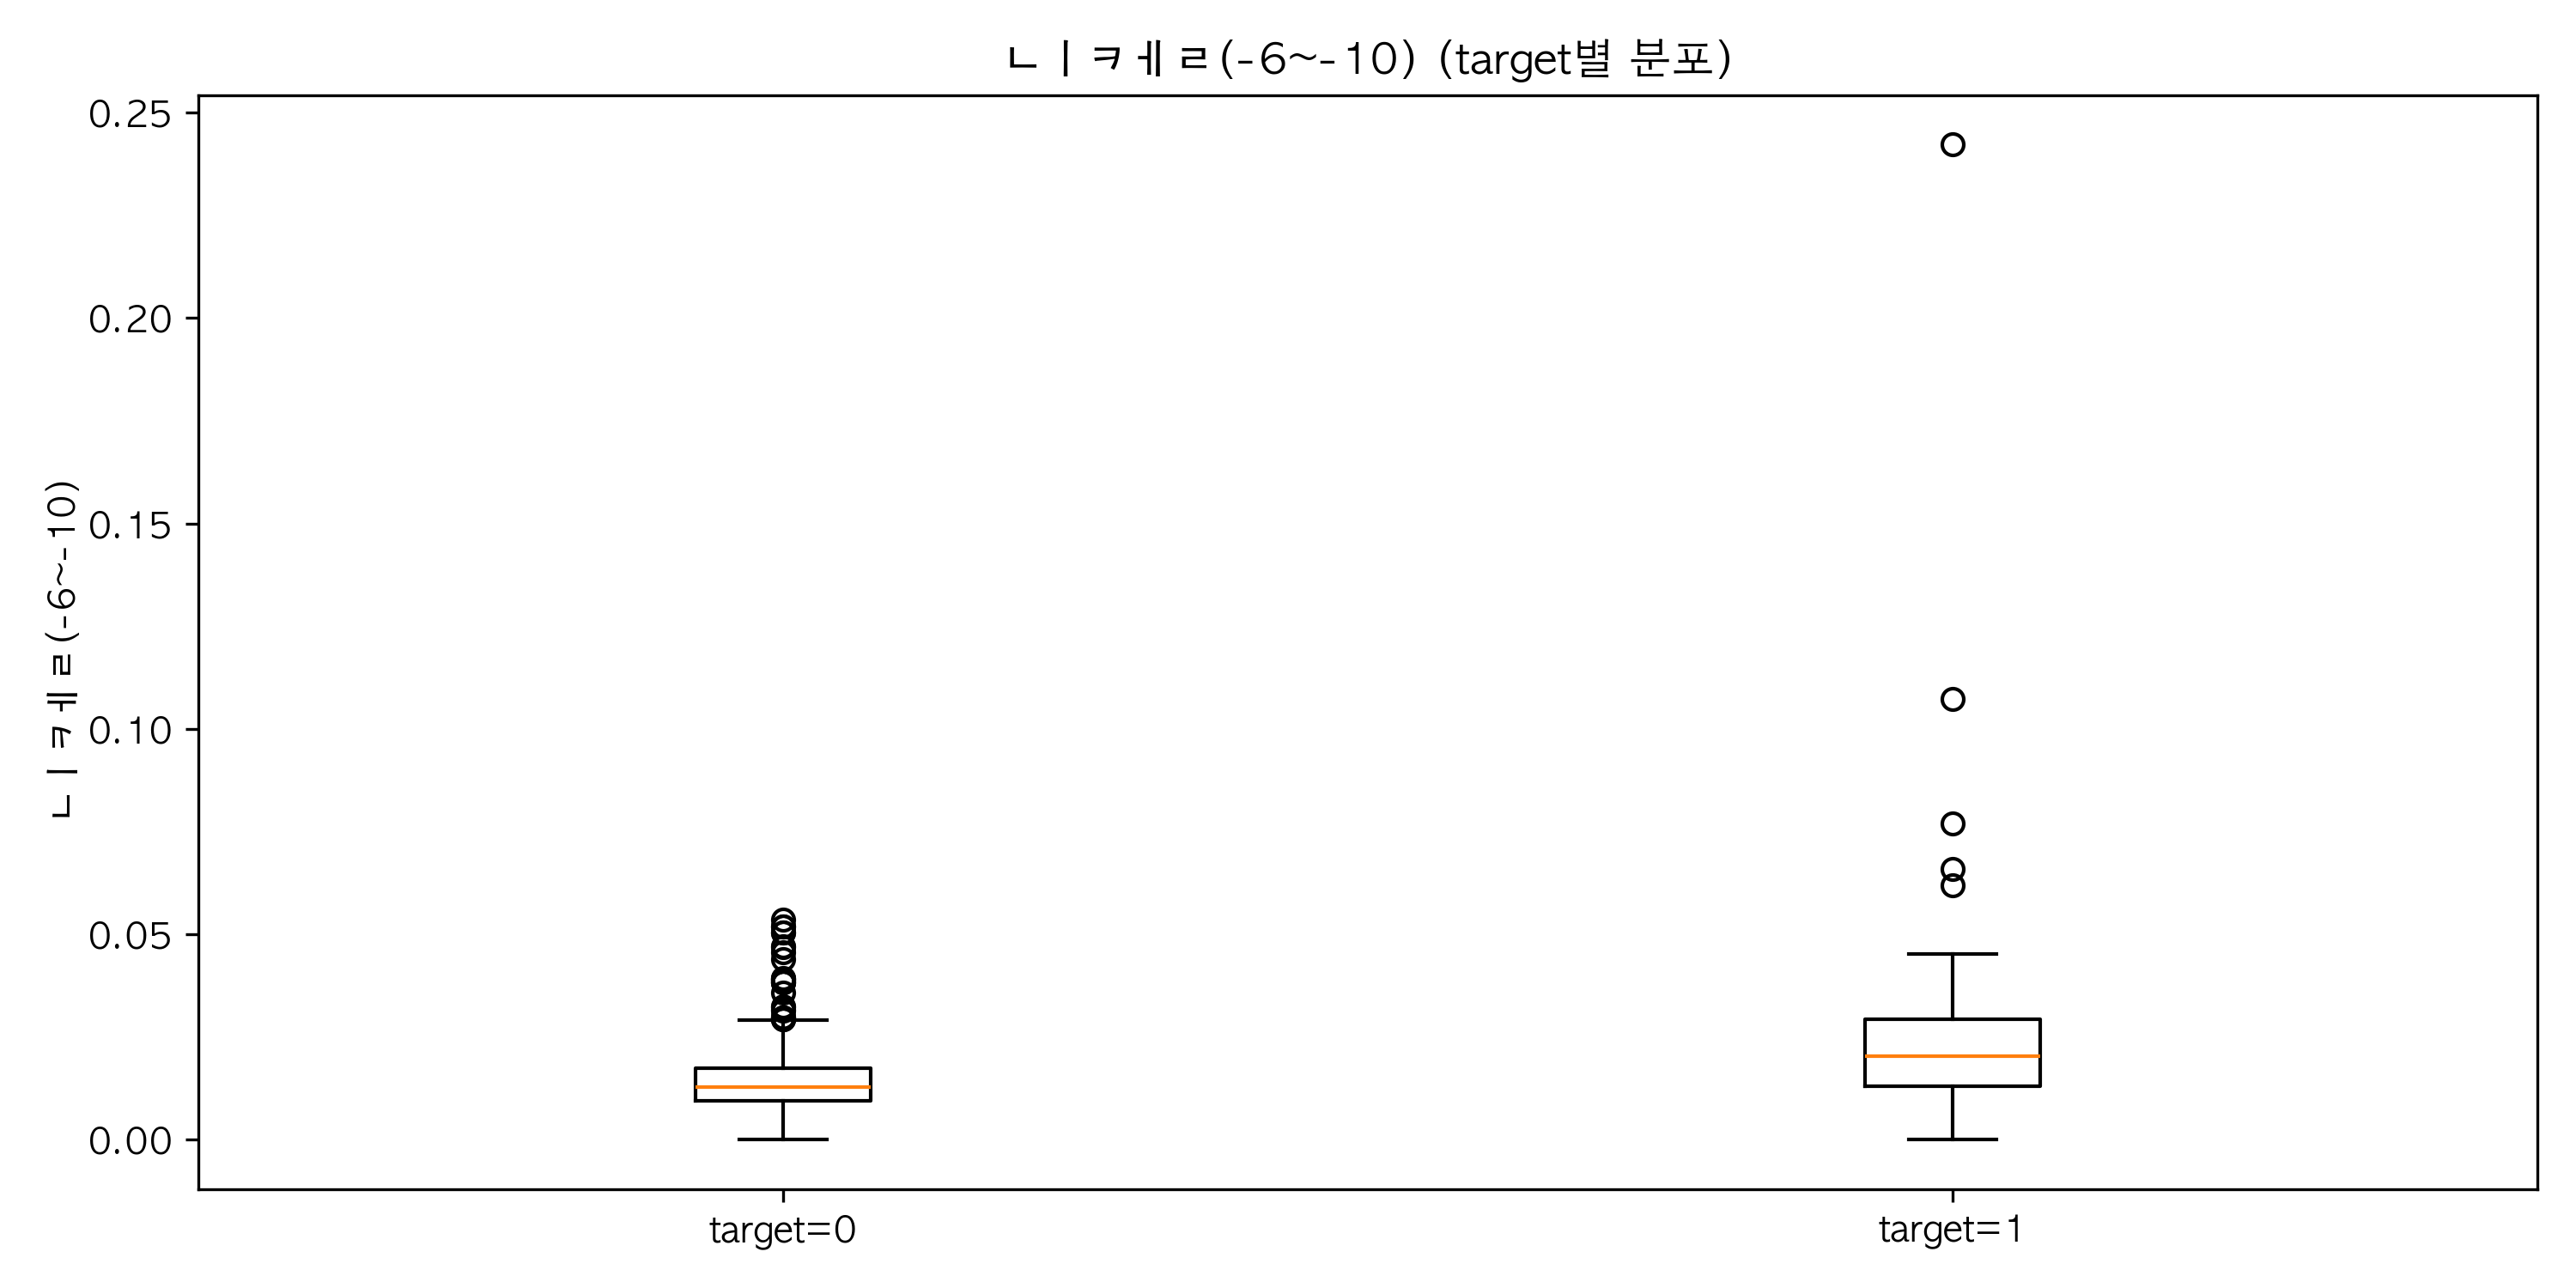 ㄴㅣㅋㅔㄹ(-6~-10) (target별 분포)
ㄴㅣㅋㅔㄹ(-6~-10)
0.25
0.20
0.15
0.10
0.05
0.00
target=0
target=1